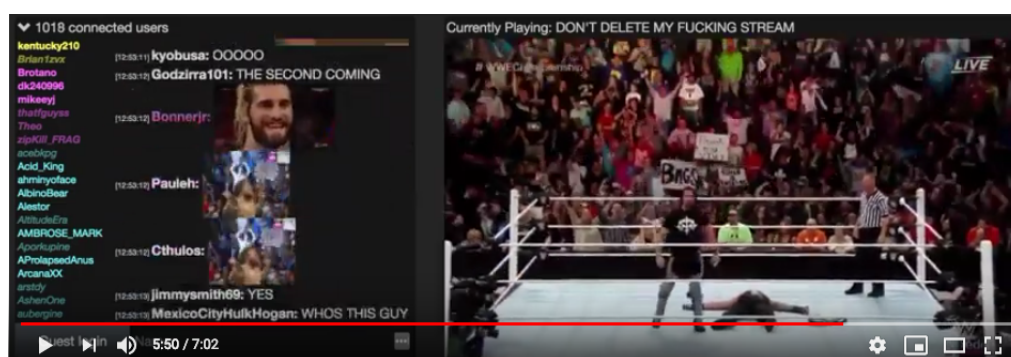 1018 connected users
kentucky210
Brian1zvx
Brotano
dk240996
mikeeyj
thatfguyss
Theo
zipKill_FRAG
acebkpg
Acid_King
ahminyoface
AlbinoBear
Alestor
AltitudeEra
AMBROSE_MARK
Aporkupine
AProlapsedAnus
ArcanaXX
arstdy
AshenOne
aubergine
[12:53:11] kyobusa: OOOOO
[12:53:12] Godzirra101: THE SECOND COMING
[12:53:12] Bonnerjr:
[12:53:12] Pauleh:
[12:53:12] Cthulos:
[12:53:13] jimmysmith69: YES
[12:53:13] MexicoCityHulkHogan: WHOS THIS GUY
Currently Playing: DON'T DELETE MY FUCKING STREAM
LIVE
5:50 / 7:02